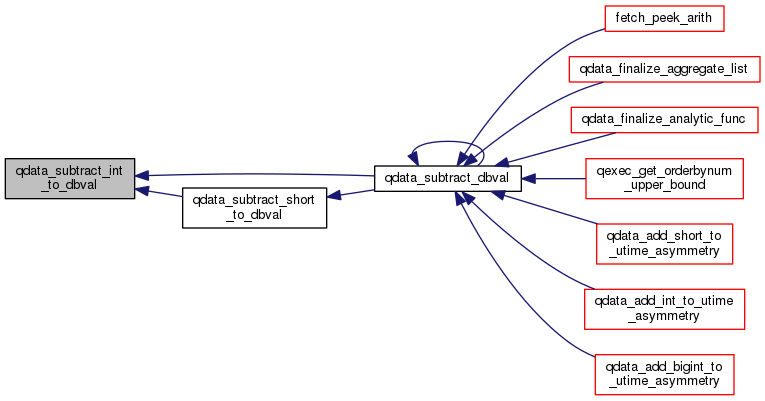 qdata_subtract_int
_to_dbval
qdata_subtract_short
_to_dbval
qdata_subtract_dbval
fetch_peek_arith
qdata_finalize_aggregate_list
qdata_finalize_analytic_func
qexec_get_orderbynum
_upper_bound
qdata_add_short_to
_utime_asymmetry
qdata_add_int_to_utime
_asymmetry
qdata_add_bigint_to
_utime_asymmetry